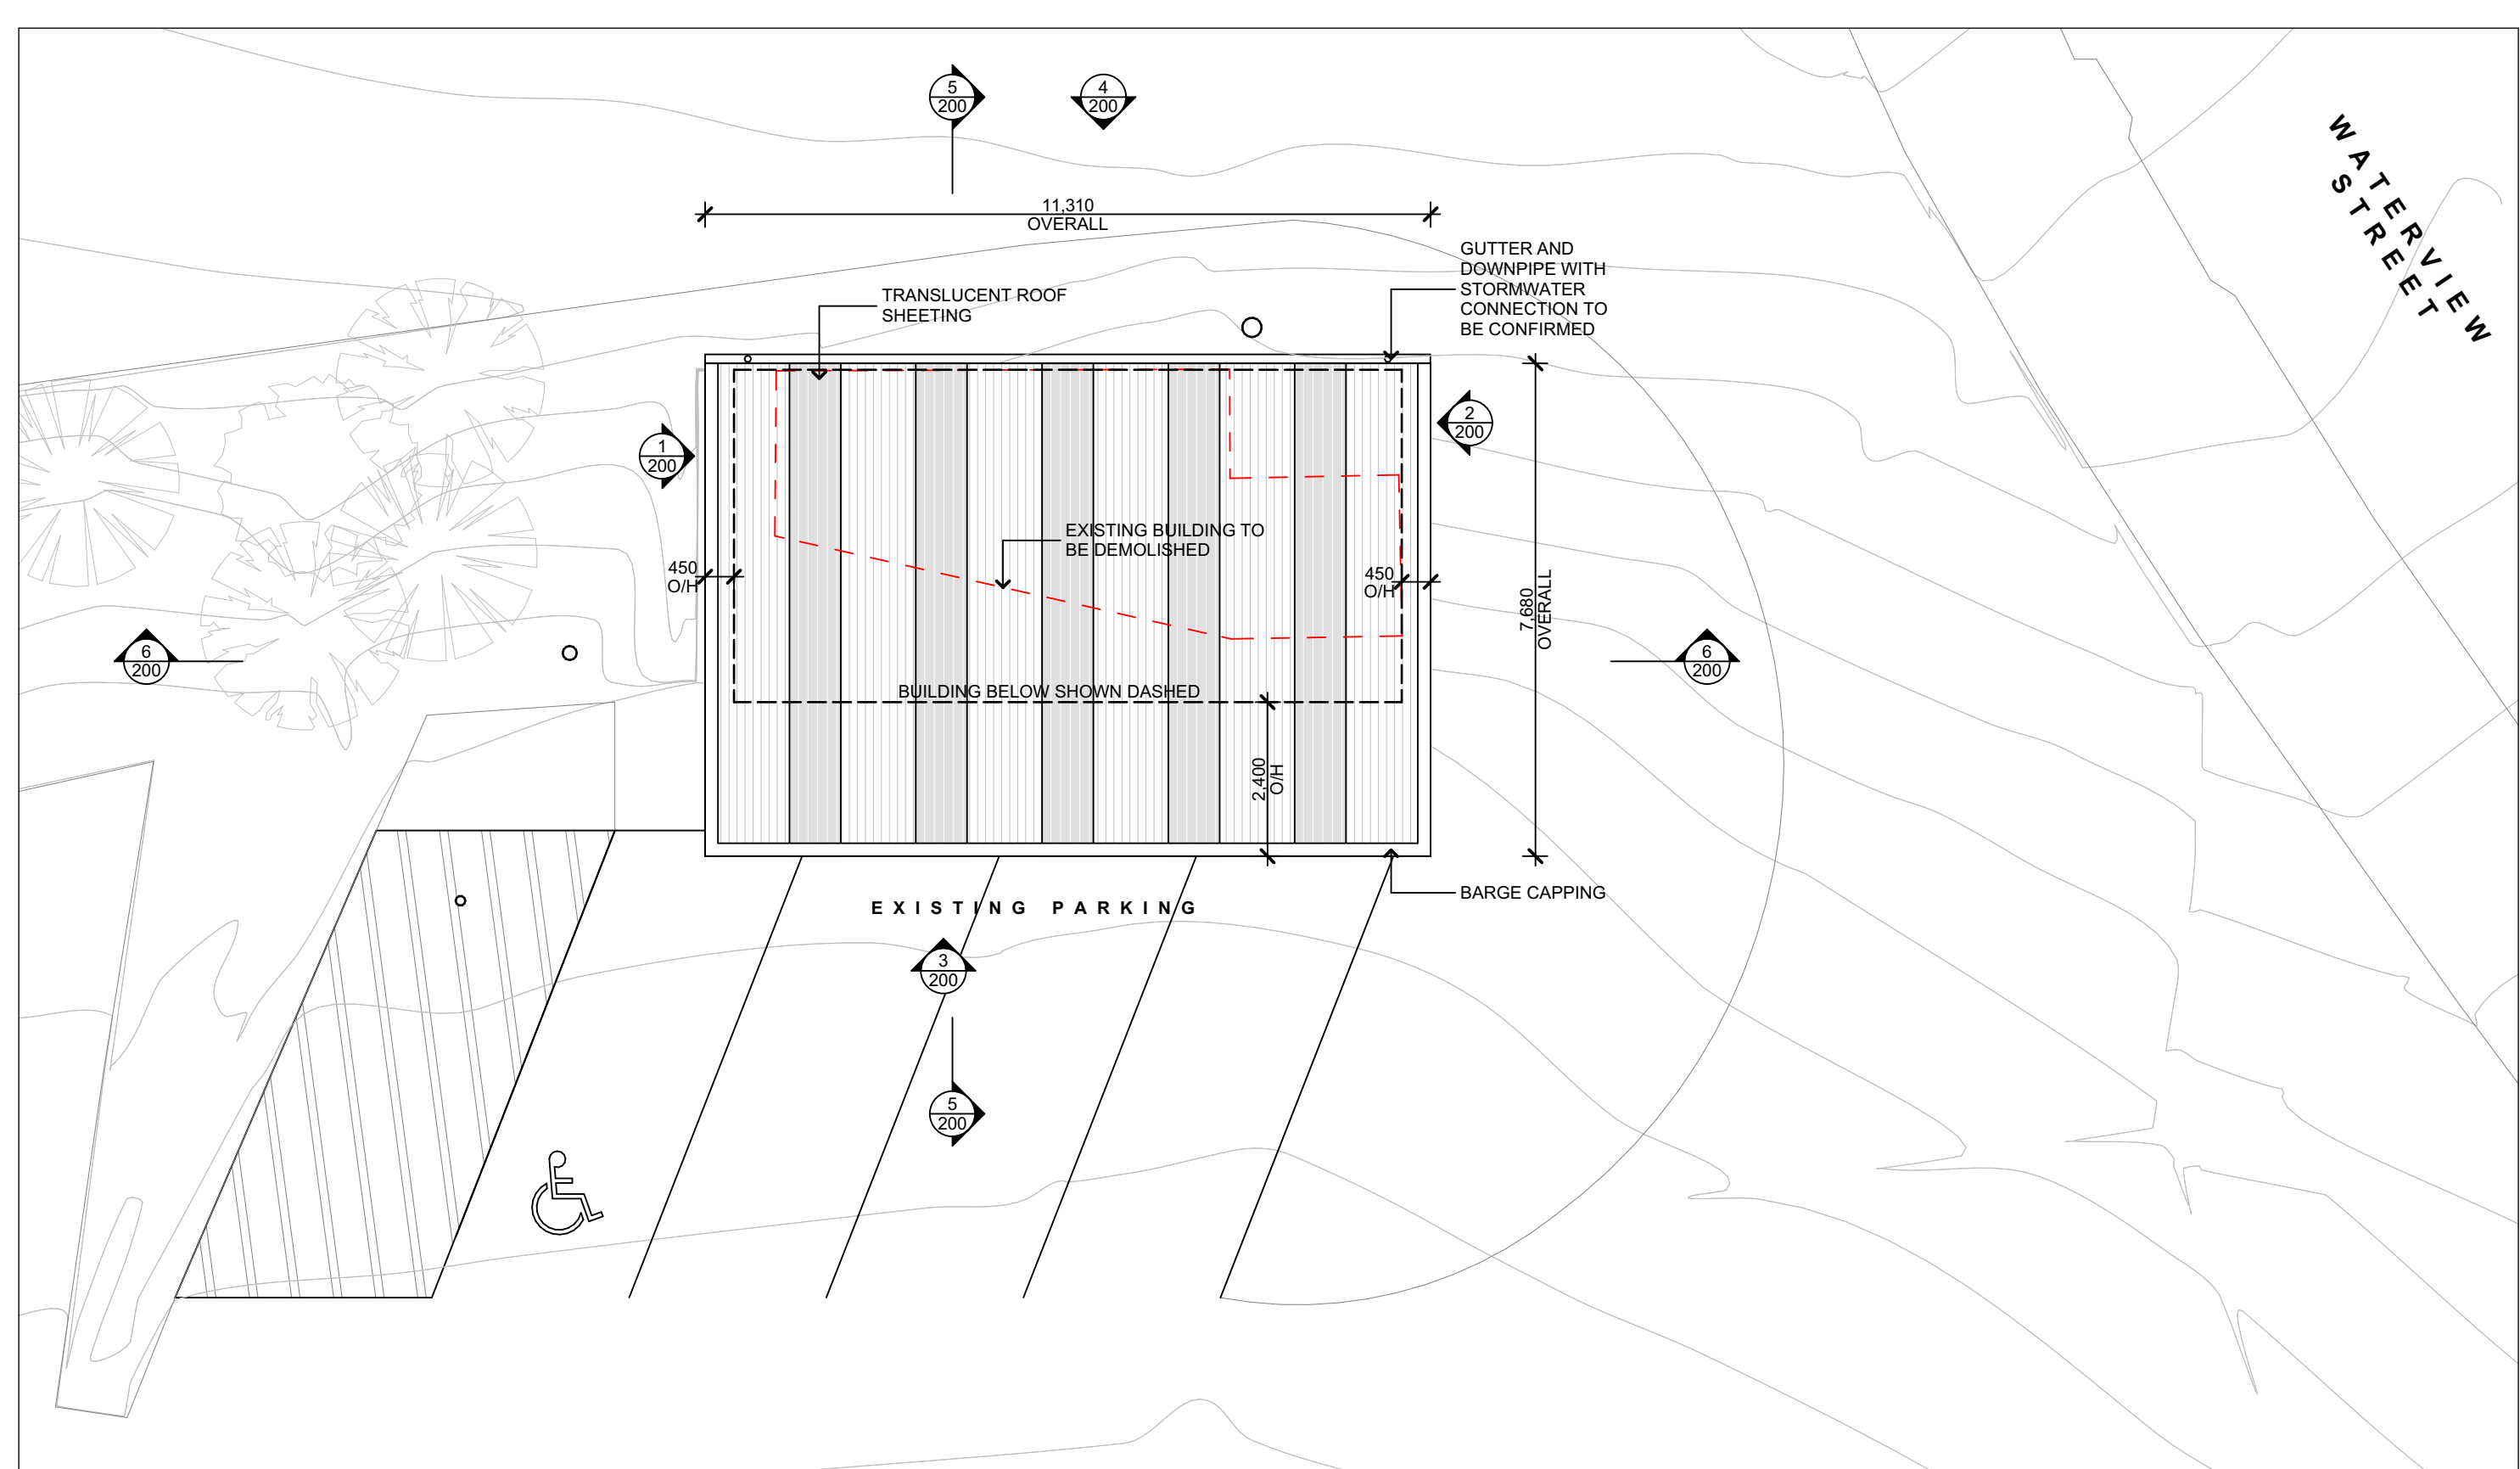 5
200
4
200
WATERVIEW
STREET
11,310
OVERALL
GUTTER AND
DOWNPIPE WITH
STORMWATER
CONNECTION TO
BE CONFIRMED
TRANSLUCENT ROOF
SHEETING
2
200
1
200
EXISTING BUILDING TO
BE DEMOLISHED
450
O/H
450
O/H
7,680
OVERALL
6
200
6
200
BUILDING BELOW SHOWN DASHED
2,400
O/H
BARGE CAPPING
EXISTING PARKING
3
200
5
200